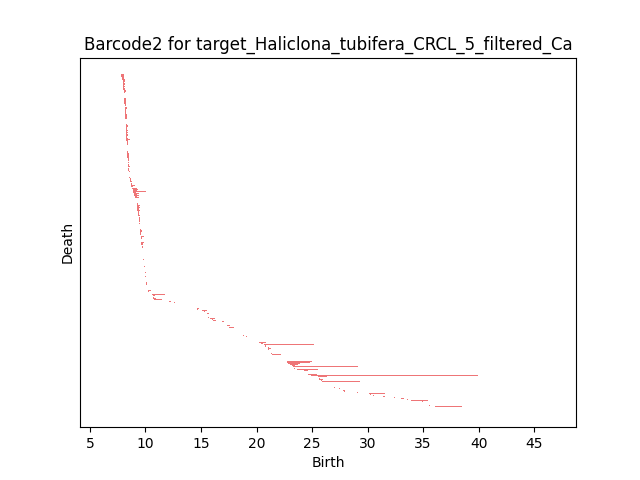 Barcode2 for target_Haliclona_tubifera_CRCL_5_filtered_Ca
Death
5 10 15 20 25 30 35 40 45
Birth